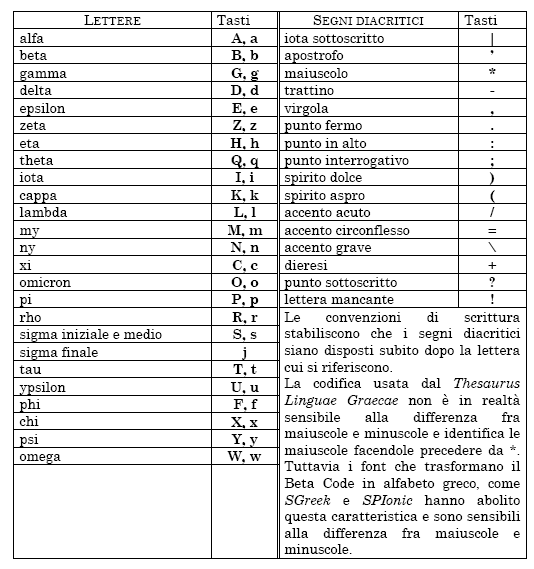 LETTERE Tasti SEGNI DIACRITICI Tasti
alfa A, a iota sottoscritto |
beta B, b apostrofo ’
gamma G, g maiuscolo *
delta D, d trattino -
epsilon E, e virgola ,
zeta Z, z punto fermo .
eta H, h punto in alto :
theta Q, q punto interrogativo ;
iota I, i spirito dolce )
cappa K, k spirito aspro (
lambda L, l accento acuto /
my M, m accento circonflesso =
ny N, n accento grave \
xi C, c dieresi +
omicron O, o punto sottoscritto ?
pi P, p lettera mancante !
rho R, r
sigma iniziale e medio S, s
sigma finale j
tau T, t
ypsilon U, u
phi F, f
chi X, x
psi Y, y
omega W, w
Le convenzioni di scrittura
stabiliscono che i segni diacritici
siano disposti subito dopo la lettera
cui si riferiscono.
La codifica usata dal Thesaurus
Linguae Graecae non è in realtà
sensibile alla differenza fra
maiuscole e minuscole e identifica le
maiuscole facendole precedere da *.
Tuttavia i font che trasformano il
Beta Code in alfabeto greco, come
SGreek e SPIonic hanno abolito
questa caratteristica e sono sensibili
alla differenza fra maiuscole e
minuscole.